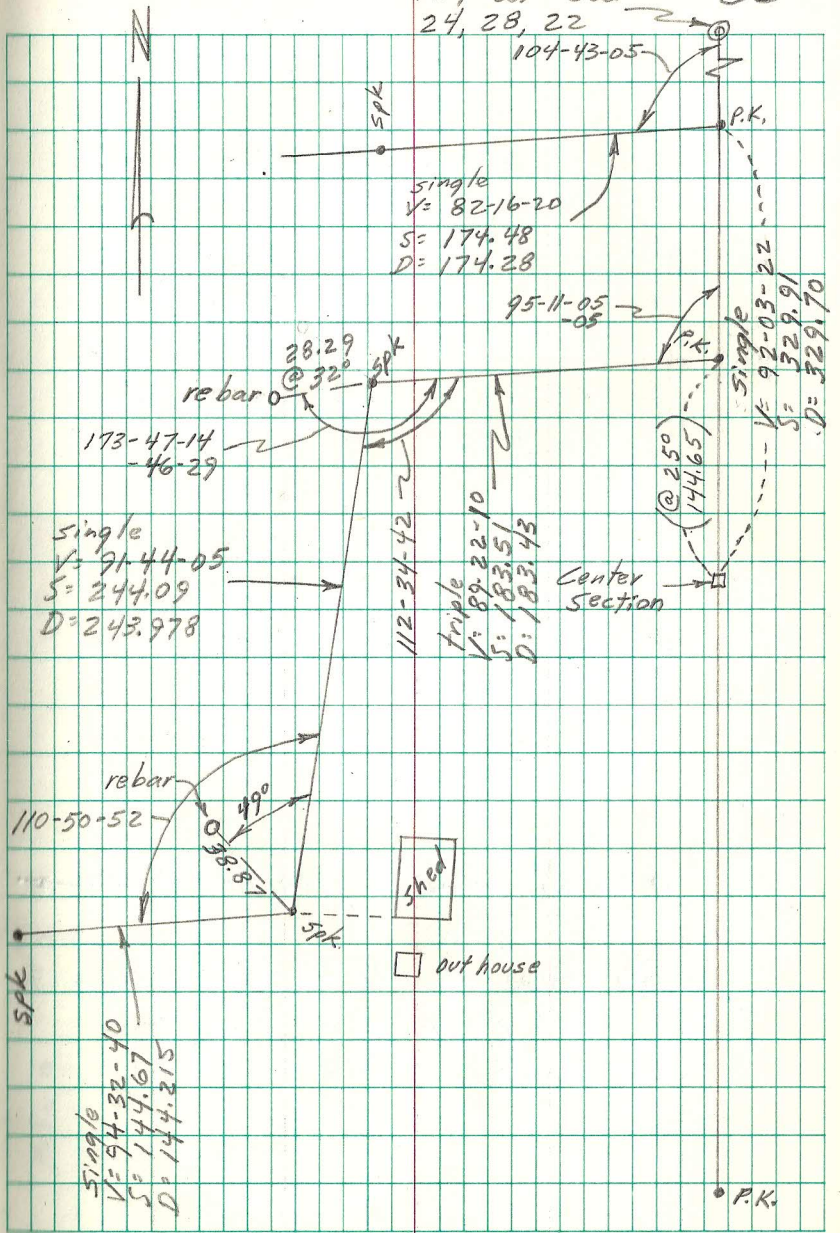 N
24, 28, 22
104-43-05
Spk
P.K.
single
V= 82-16-20
S= 174.48
D= 174.28
95-11-05
-05
P.K.
Single
V= 92-03-22
S= 329.91
D= 329.70
28.29
@ 32°
Spk
rebar
173-47-14
-46-29
(@ 25°
144.65)
single
V= 91-44-05
S= 244.09
D= 243.978
112-34-42
triple
V= 89-22-10
S= 183.51
D= 183.43
Center
Section
rebar
49°
110-50-52
38.87
Shed
Spk.
out house
Spk
Single
V= 94-32-40
S= 144.67
D= 144.215
P.K.